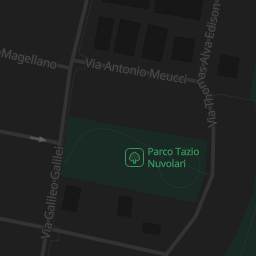 Via Thomas Alva Edison
Magellano
Via Antonio Meucci
Parco Tazio
Nuvolari
Via Galileo Galilei